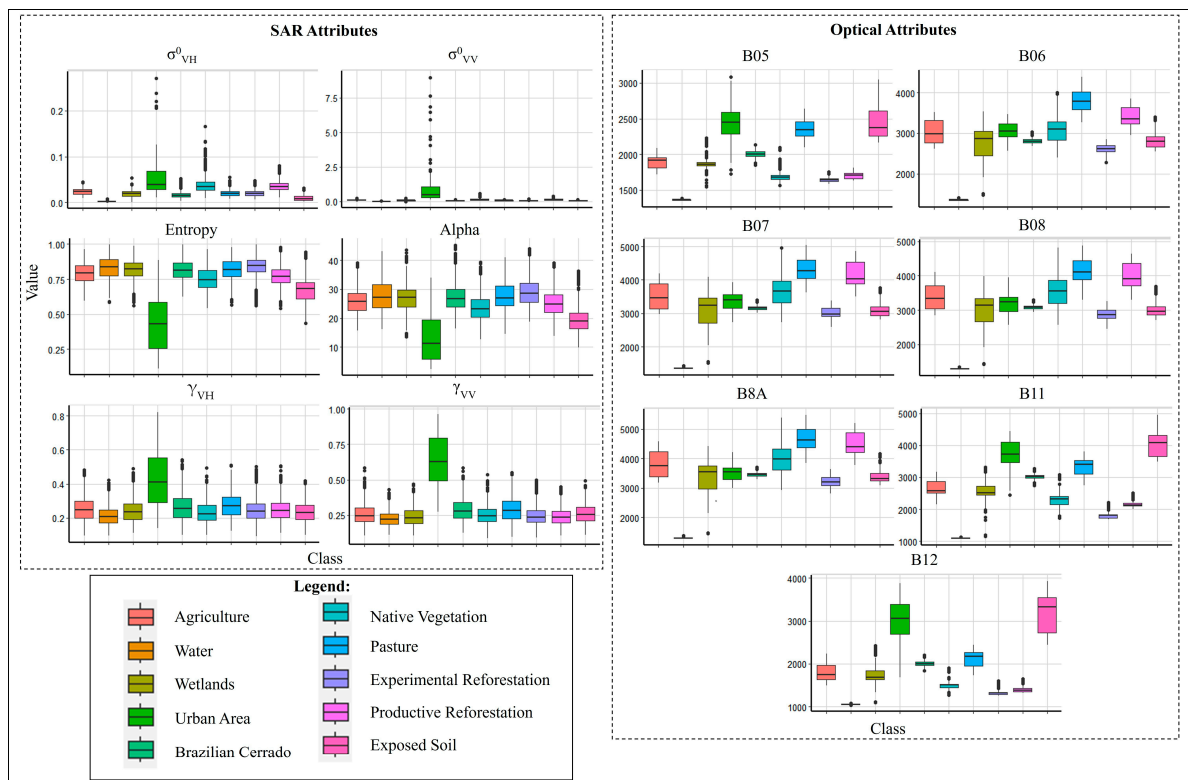 SAR Attributes
σ⁰VH
σ⁰VV
0.2
0.1
0.0
7.5
5.0
2.5
0.0
Entropy
Alpha
Value
1.00
0.75
0.50
0.25
40
30
20
10
γVH
γVV
0.8
0.6
0.4
0.2
1.00
0.75
0.50
0.25
0.00
Class
Optical Attributes
B05
B06
3000
2500
2000
1500
4000
3000
2000
B07
B08
5000
4000
3000
2000
5000
4000
3000
2000
B8A
B11
5000
4000
3000
2000
5000
4000
3000
2000
1000
B12
4000
3000
2000
1000
Class
Legend:
Agriculture
Water
Wetlands
Urban Area
Brazilian Cerrado
Native Vegetation
Pasture
Experimental Reforestation
Productive Reforestation
Exposed Soil